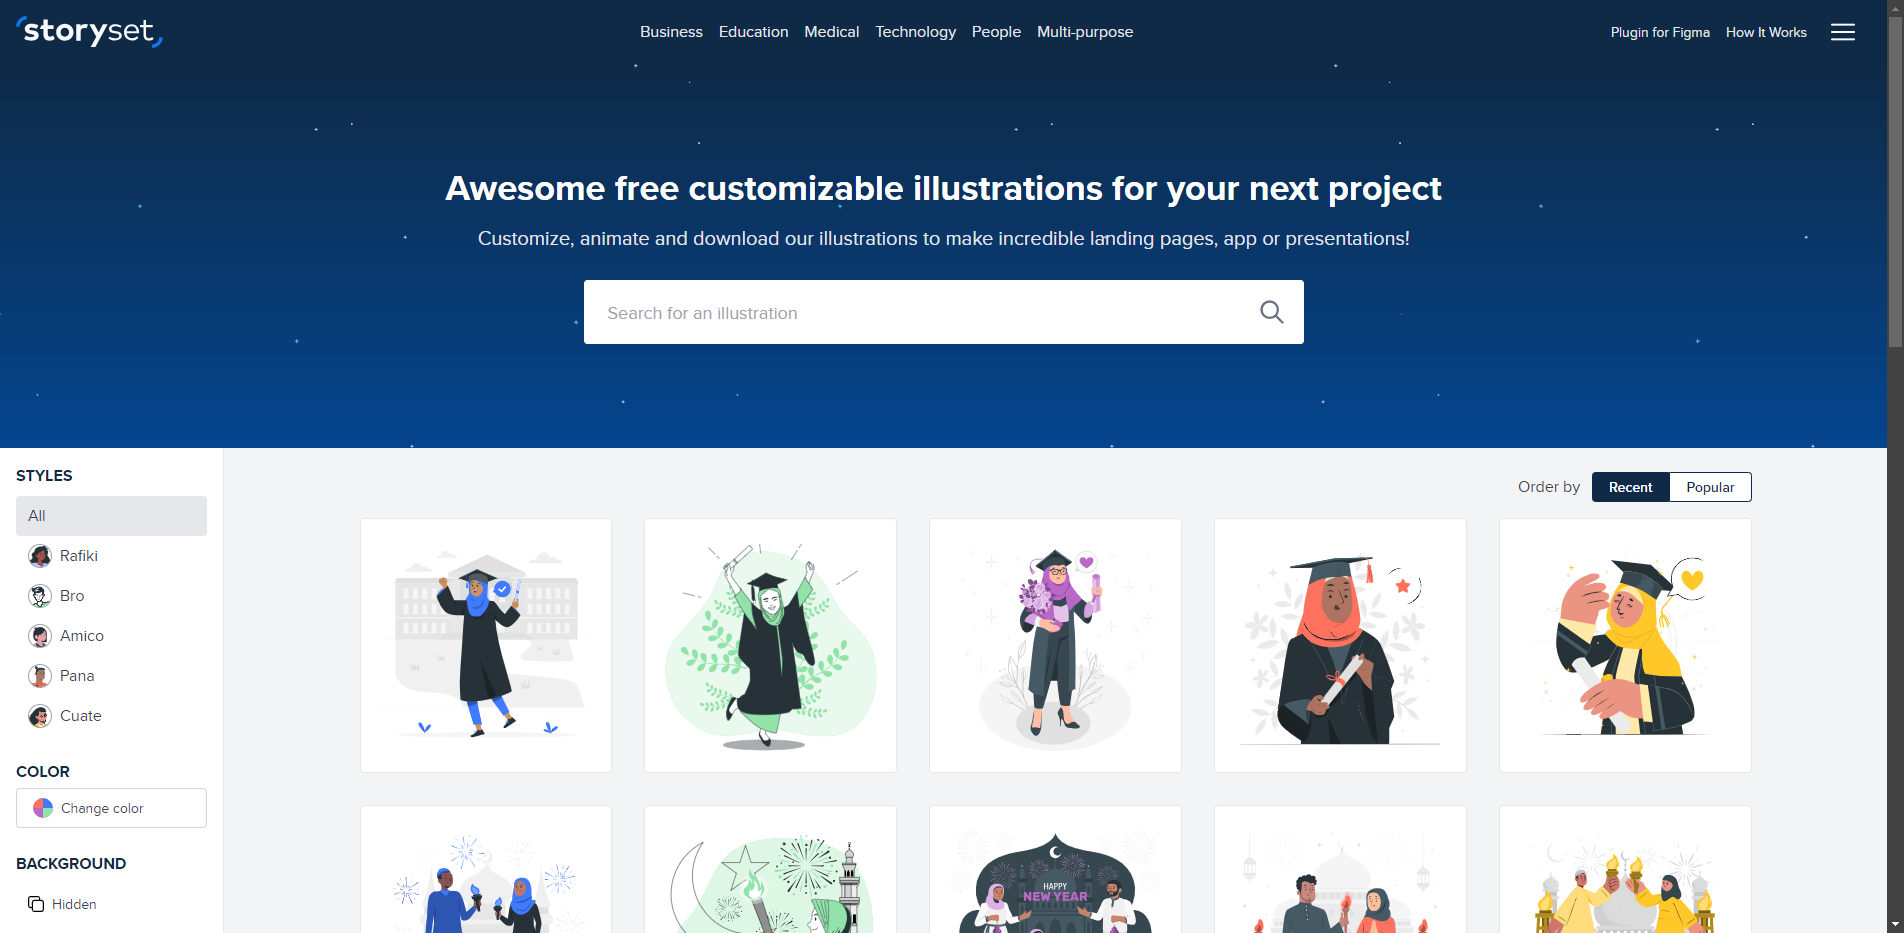 storyset
Business Education Medical Technology People Multi-purpose
Plugin for Figma How It Works
Awesome free customizable illustrations for your next project
Customize, animate and download our illustrations to make incredible landing pages, app or presentations!
Search for an illustration
STYLES
All
Rafiki
Bro
Amico
Pana
Cuate
COLOR
Change color
BACKGROUND
Hidden
Order by Recent Popular
HAPPY
NEW YEAR